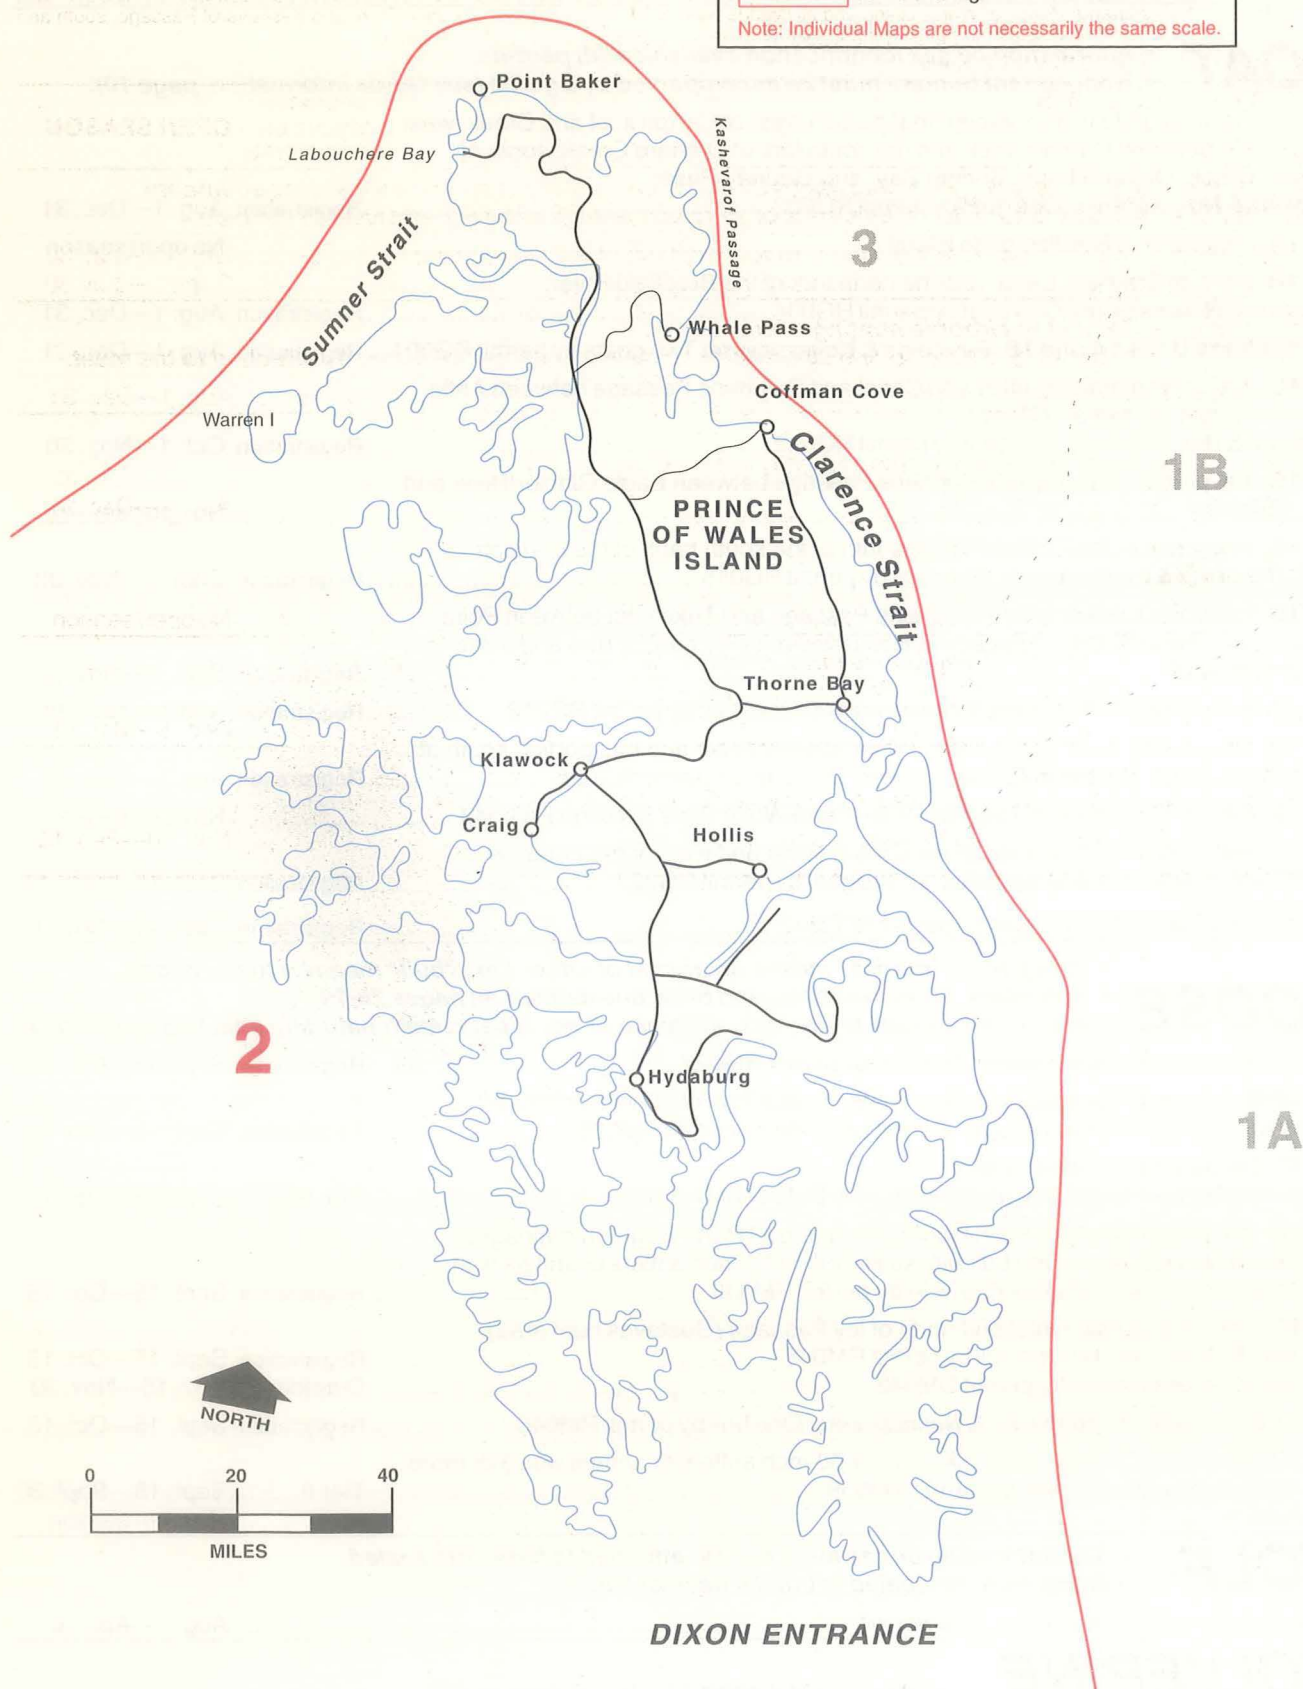 Note: Individual Maps are not necessarily the same scale.
Point Baker
Labouchere Bay
Kashevarof Passage
Sumner Strait
3
Whale Pass
Coffman Cove
Warren I
Clarence Strait
1B
PRINCE
OF WALES
ISLAND
Thorne Bay
Klawock
Craig
Hollis
2
Hydaburg
1A
NORTH
0 20 40
MILES
DIXON ENTRANCE